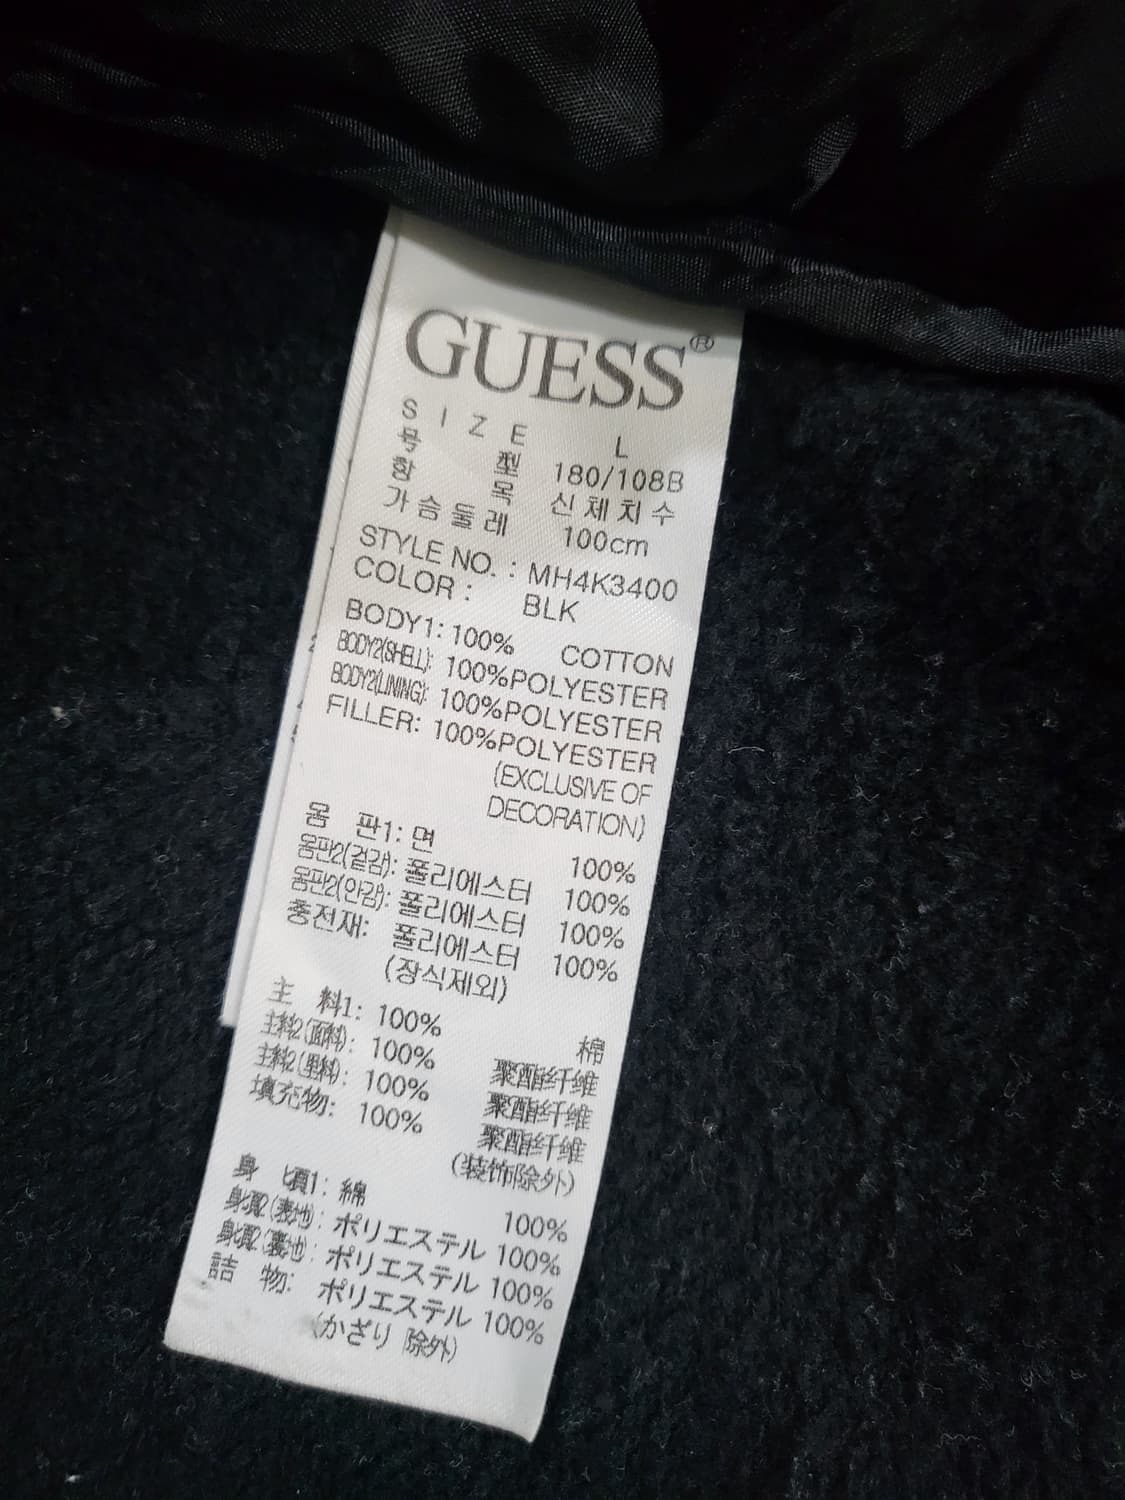 GUESS®
SIZE L
号 型 180/108B
항 목 신체치수
가슴둘레 100cm
STYLE NO. : MH4K3400
COLOR : BLK
BODY1: 100% COTTON
BODY2(SHELL): 100%POLYESTER
BODY2(LINING): 100%POLYESTER
FILLER: 100%POLYESTER
(EXCLUSIVE OF
DECORATION)
몸 판1: 면 100%
몸판2(겉감): 폴리에스터 100%
몸판2(안감): 폴리에스터 100%
충전재: 폴리에스터 100%
(장식제외)
主 料1: 100% 棉
主料2(面料): 100% 聚酯纤维
主料2(里料): 100% 聚酯纤维
填充物: 100% 聚酯纤维
(装饰除外)
身 頃1: 綿 100%
身頃2(表地): ポリエステル 100%
身頃2(裏地): ポリエステル 100%
詰 物: ポリエステル 100%
(かざり 除外)